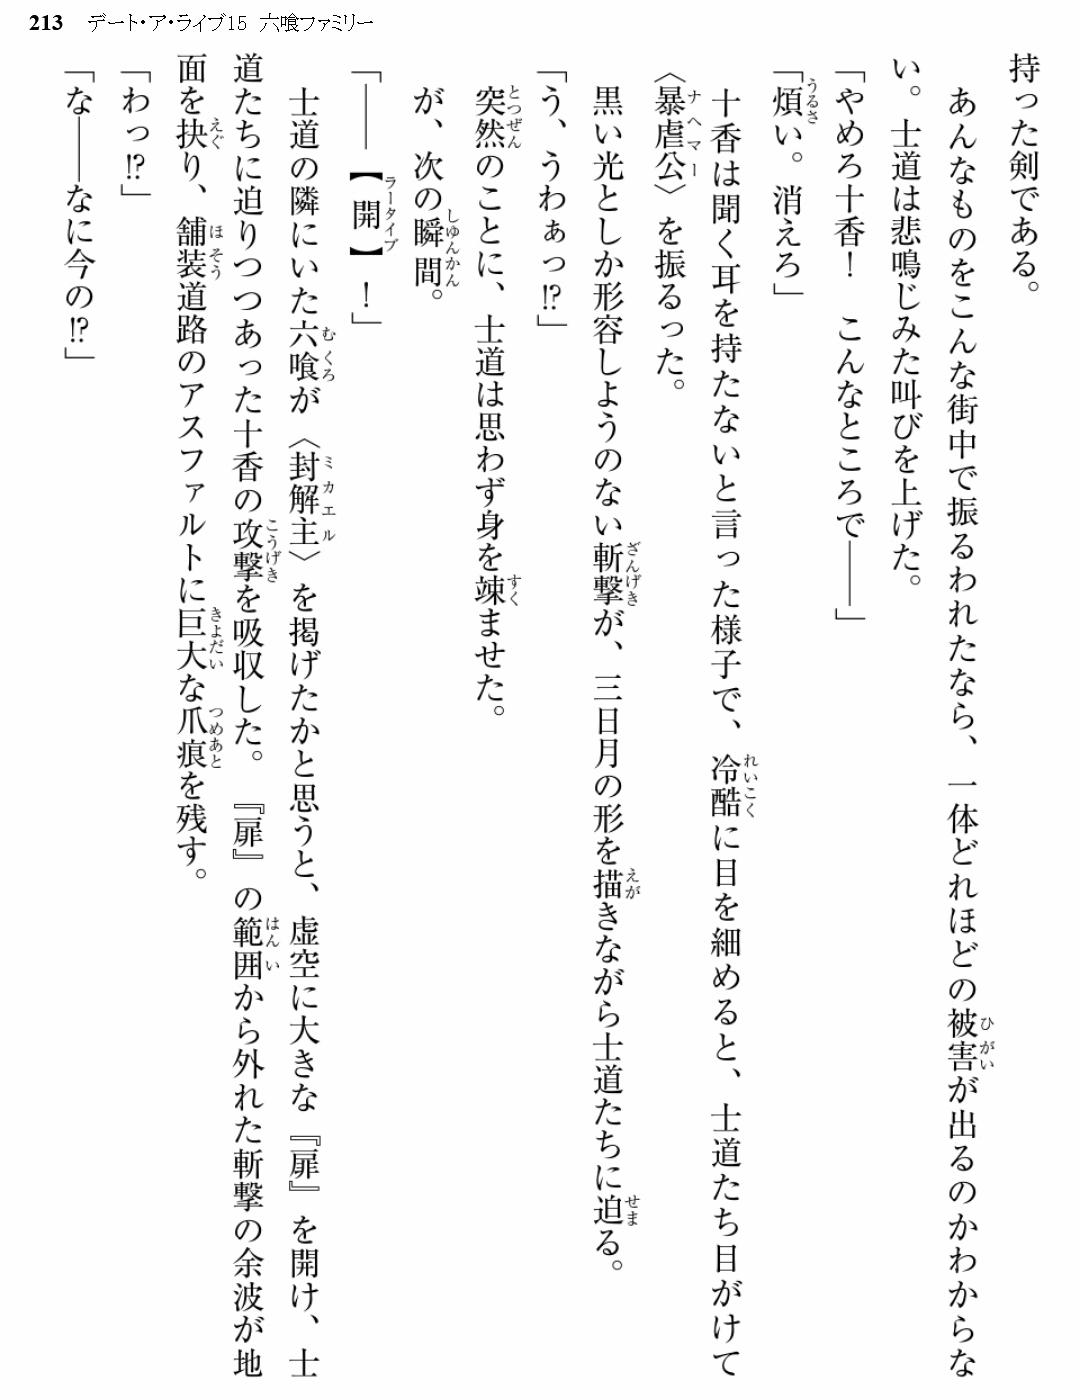 213 デート・ア・ライブ15 六喰ファミリー
持った剣である。
あんなものをこんな街中で振るわれたなら、一体どれほどの被害が出るのかわからな
い。士道は悲鳴じみた叫びを上げた。
「やめろ十香！　こんなところで――」
「煩い。消えろ」
十香は聞く耳を持たないと言った様子で、冷酷に目を細めると、士道たち目がけて
〈暴虐公〉を振るった。
黒い光としか形容しようのない斬撃が、三日月の形を描きながら士道たちに迫る。
「う、うわぁっ!?」
突然のことに、士道は思わず身を竦ませた。
が、次の瞬間。
「――【開】！」
士道の隣にいた六喰が〈封解主〉を掲げたかと思うと、虚空に大きな『扉』を開け、士
道たちに迫りつつあった十香の攻撃を吸収した。『扉』の範囲から外れた斬撃の余波が地
面を抉り、舗装道路のアスファルトに巨大な爪痕を残す。
「わっ!?」
「な――なに今の!?」